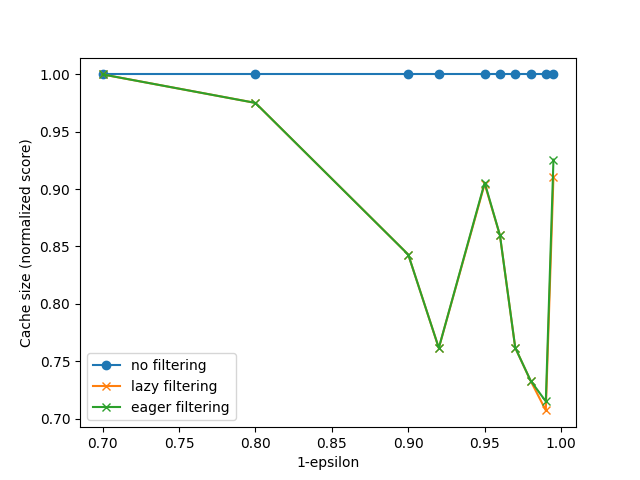 1.00
0.95
0.90
0.85
0.80
0.75
0.70
Cache size (normalized score)
no filtering
lazy filtering
eager filtering
0.70 0.75 0.80 0.85 0.90 0.95 1.00
1-epsilon